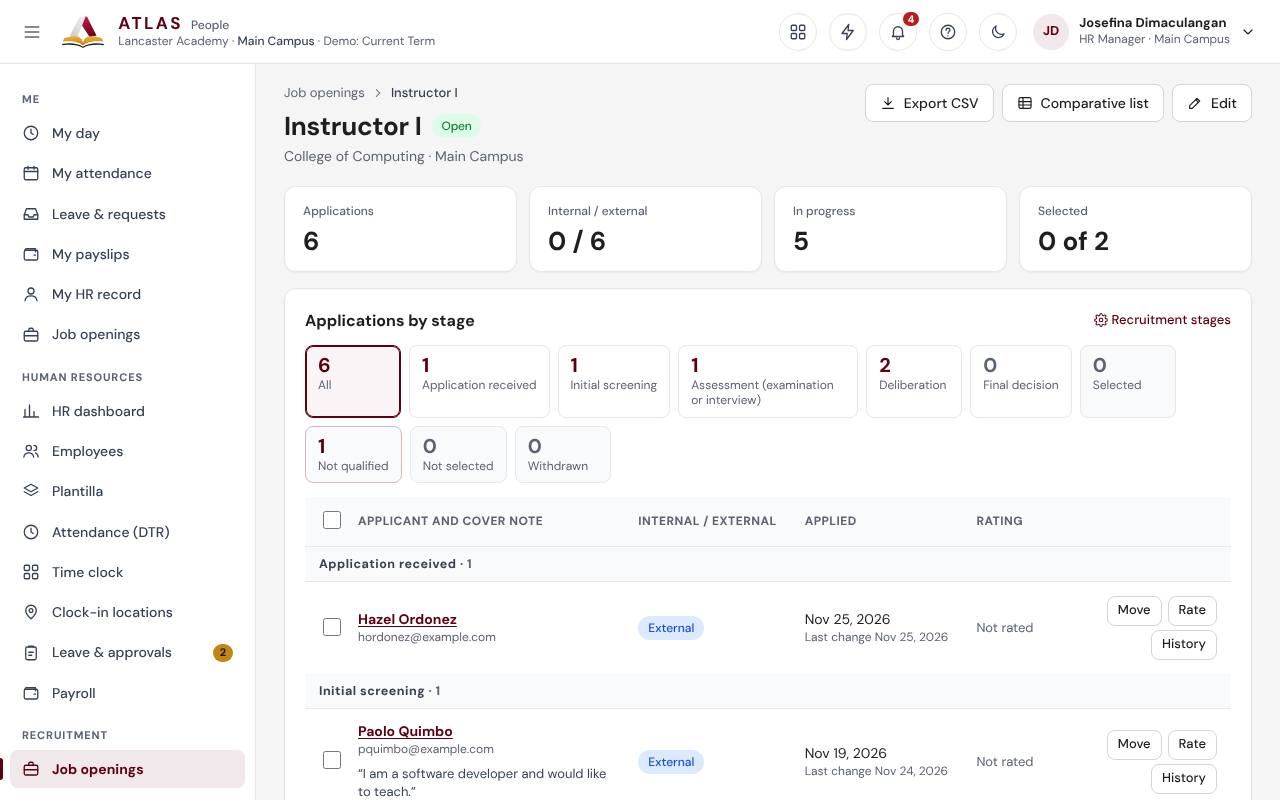 ATLAS People
Lancaster Academy · Main Campus · Demo: Current Term
4
JD
Josefina Dimaculangan
HR Manager · Main Campus
ME
My day
My attendance
Leave & requests
My payslips
My HR record
Job openings
HUMAN RESOURCES
HR dashboard
Employees
Plantilla
Attendance (DTR)
Time clock
Clock-in locations
Leave & approvals 2
Payroll
RECRUITMENT
Job openings
Job openings > Instructor I
Instructor I Open
College of Computing · Main Campus
Export CSV
Comparative list
Edit
Applications
6
Internal / external
0 / 6
In progress
5
Selected
0 of 2
Applications by stage
Recruitment stages
6
All
1
Application received
1
Initial screening
1
Assessment (examination
or interview)
2
Deliberation
0
Final decision
0
Selected
1
Not qualified
0
Not selected
0
Withdrawn
APPLICANT AND COVER NOTE INTERNAL / EXTERNAL APPLIED RATING
Application received · 1
Hazel Ordonez
hordonez@example.com
External
Nov 25, 2026
Last change Nov 25, 2026
Not rated
Move Rate
History
Initial screening · 1
Paolo Quimbo
pquimbo@example.com
“I am a software developer and would like
to teach.”
External
Nov 19, 2026
Last change Nov 24, 2026
Not rated
Move Rate
History